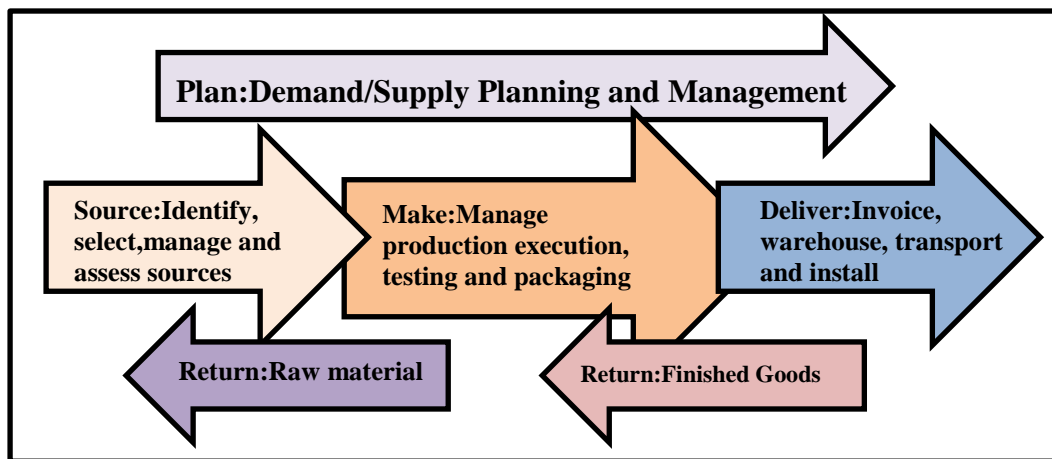 Plan:Demand/Supply Planning and Management
Source:Identify,
select,manage and
assess sources
Make:Manage
production execution,
testing and packaging
Deliver:Invoice,
warehouse, transport
and install
Return:Raw material
Return:Finished Goods